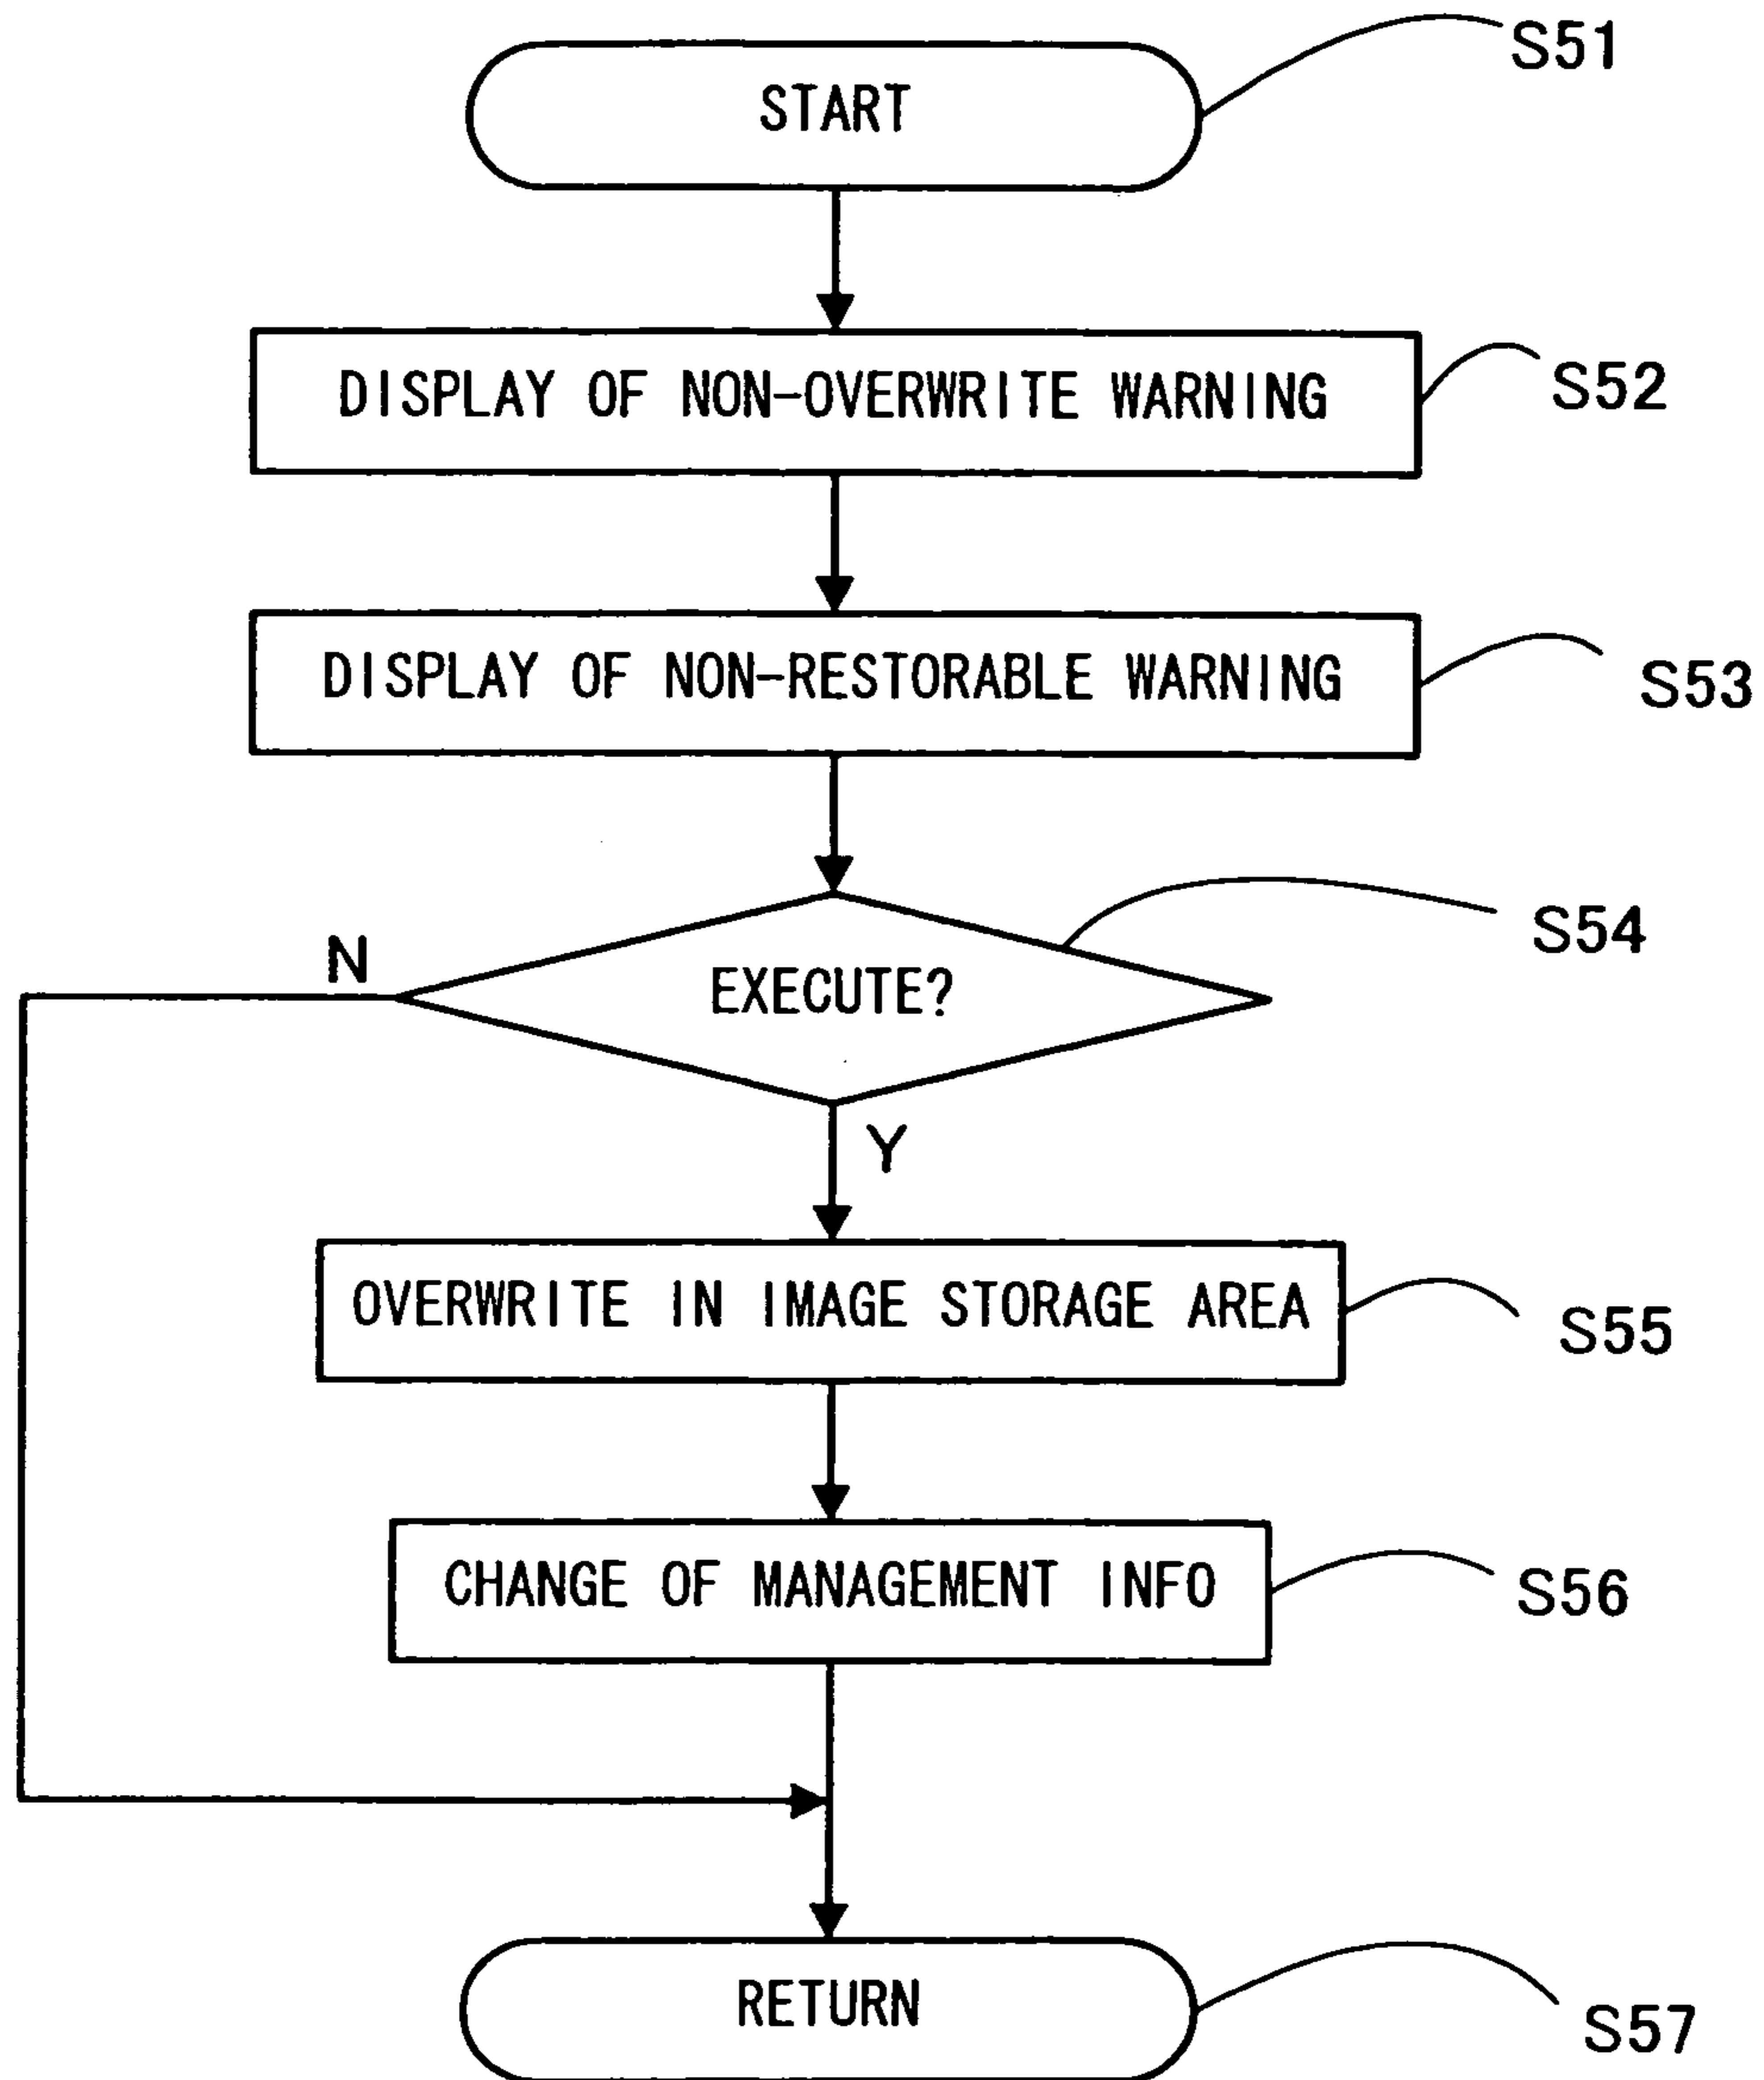 START
S51
DISPLAY OF NON-OVERWRITE WARNING
S52
DISPLAY OF NON-RESTORABLE WARNING
S53
N
EXECUTE?
S54
Y
OVERWRITE IN IMAGE STORAGE AREA
S55
CHANGE OF MANAGEMENT INFO
S56
RETURN
S57